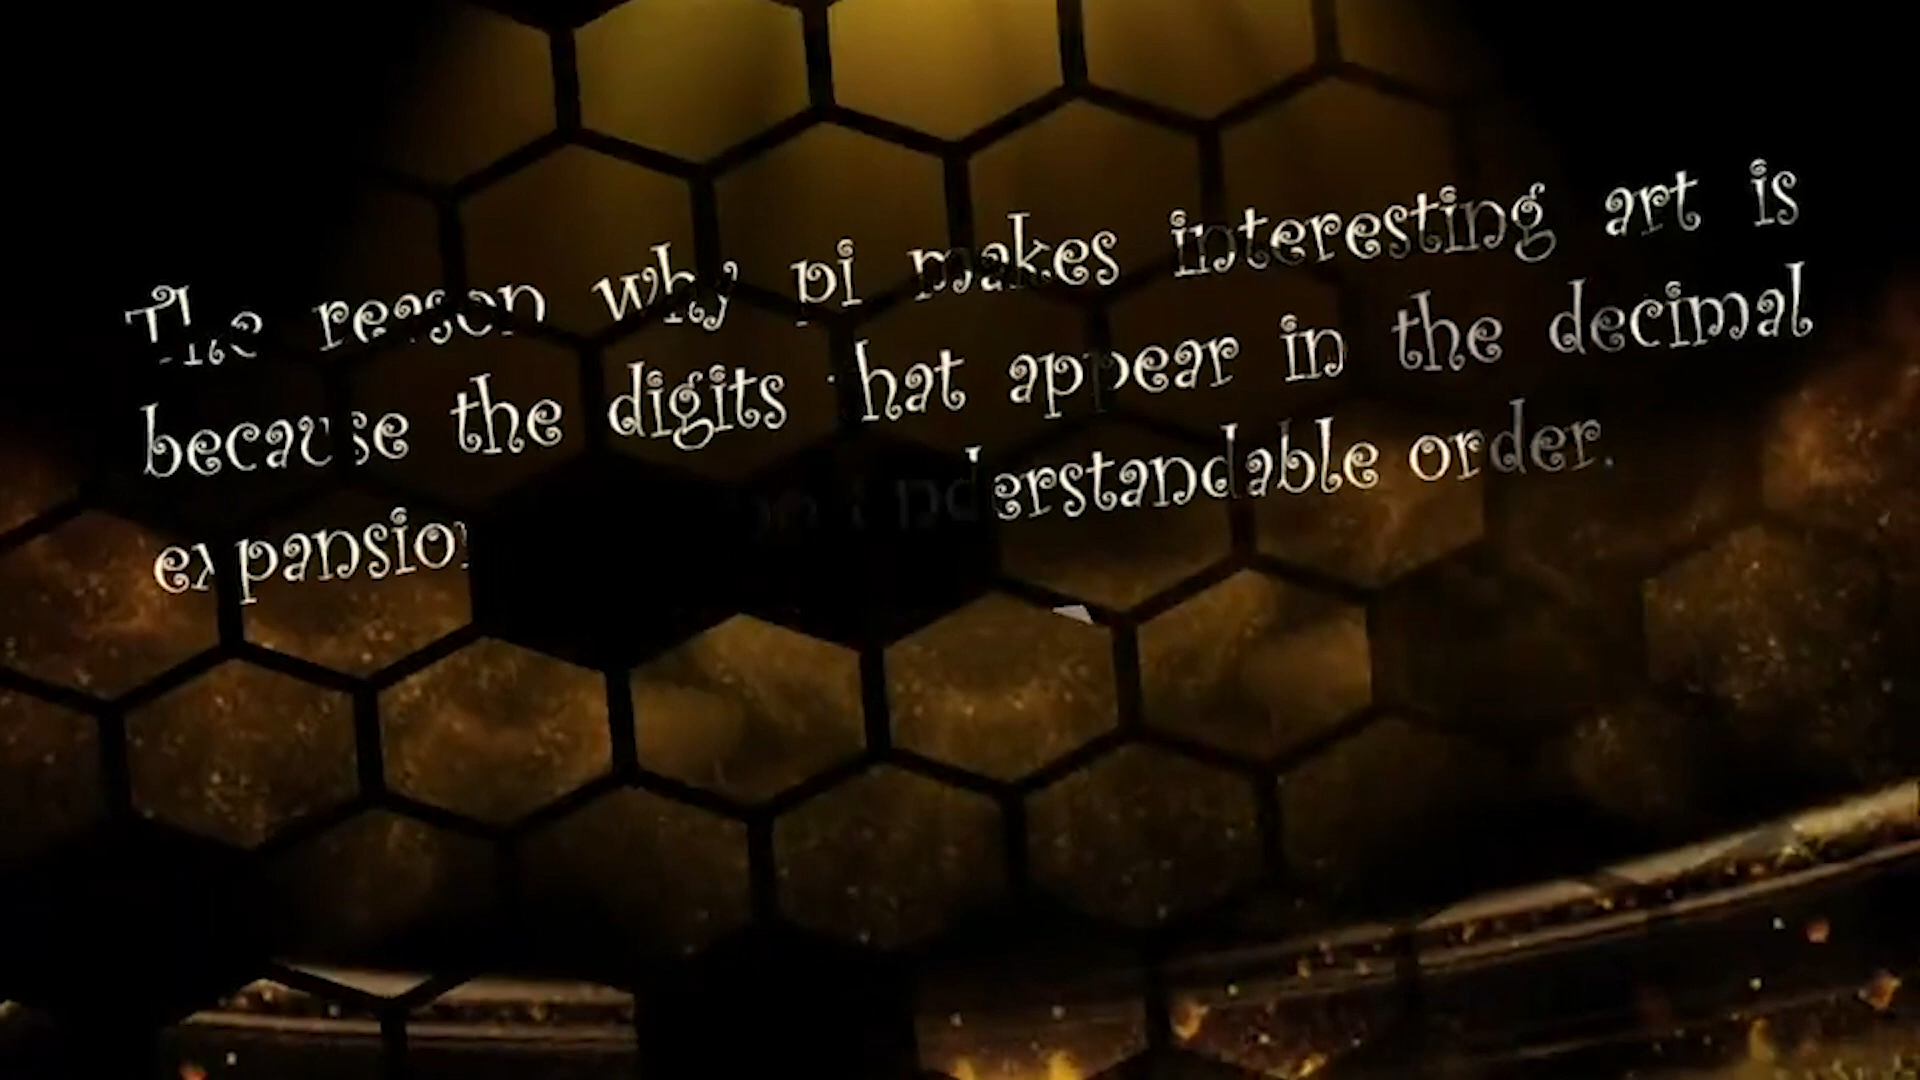 The reason why pi makes interesting art is
because the digits that appear in the decimal
expansion understandable order.